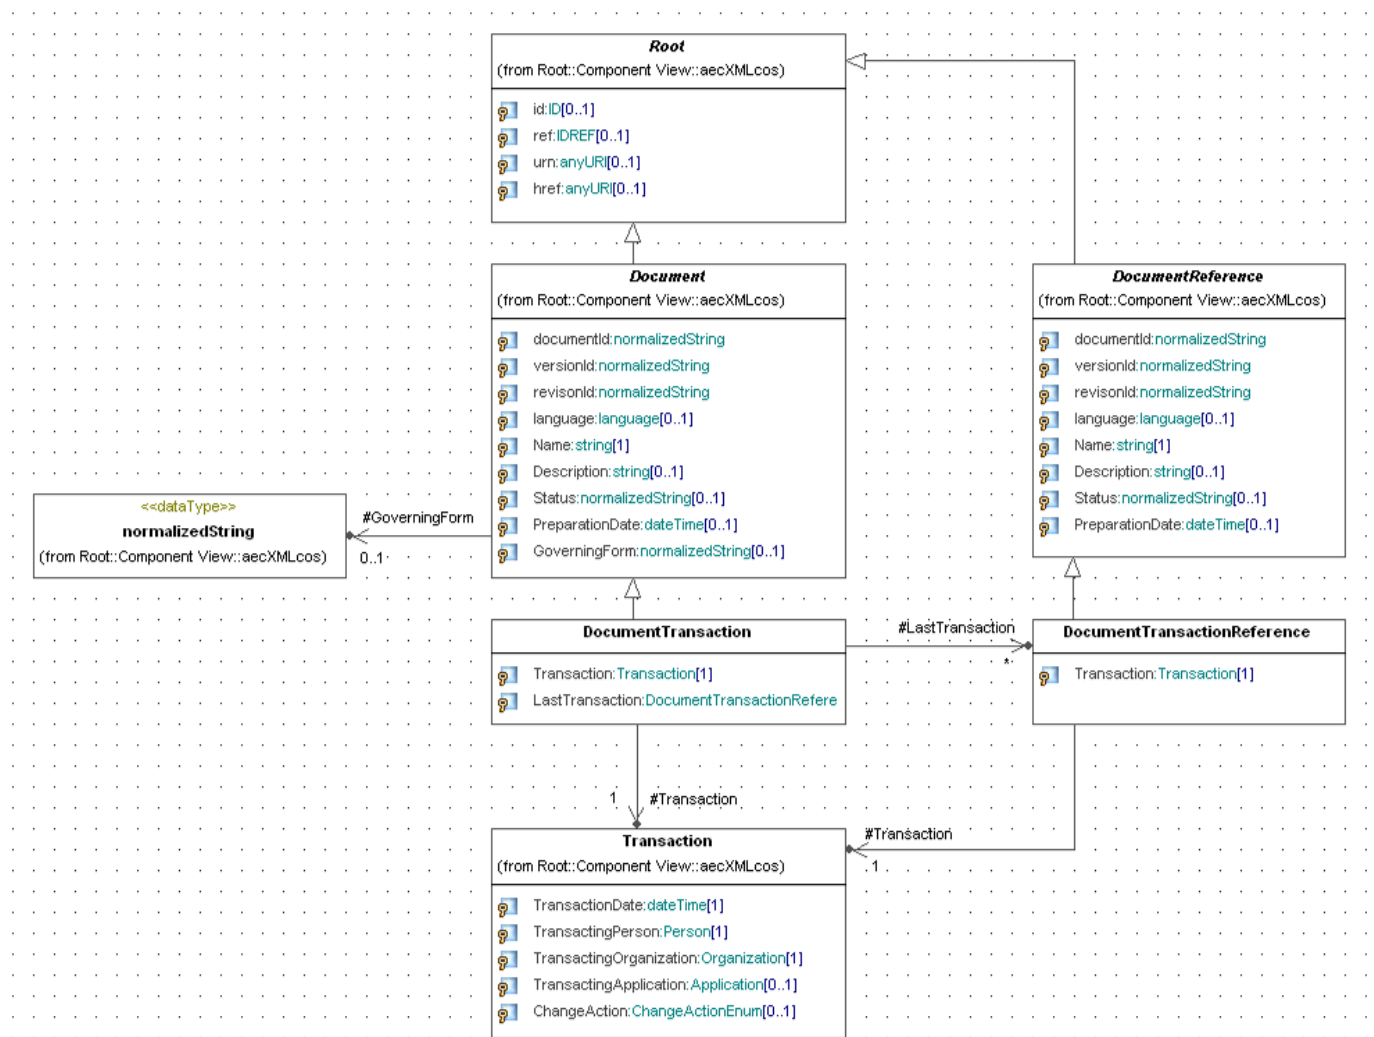 Root
(from Root::Component View::aecXMLcos)
id:ID[0..1]
ref:IDREF[0..1]
urn:anyURI[0..1]
href:anyURI[0..1]
Document
(from Root::Component View::aecXMLcos)
documentId:normalizedString
versionId:normalizedString
revisonId:normalizedString
language:language[0..1]
Name:string[1]
Description:string[0..1]
Status:normalizedString[0..1]
PreparationDate:dateTime[0..1]
GoverningForm:normalizedString[0..1]
DocumentReference
(from Root::Component View::aecXMLcos)
documentId:normalizedString
versionId:normalizedString
revisonId:normalizedString
language:language[0..1]
Name:string[1]
Description:string[0..1]
Status:normalizedString[0..1]
PreparationDate:dateTime[0..1]
<<dataType>>
normalizedString
(from Root::Component View::aecXMLcos)
#GoverningForm
0..1
DocumentTransaction
Transaction:Transaction[1]
LastTransaction:DocumentTransactionRefere
#LastTransaction
*
DocumentTransactionReference
Transaction:Transaction[1]
1
#Transaction
#Transaction
1
Transaction
(from Root::Component View::aecXMLcos)
TransactionDate:dateTime[1]
TransactingPerson:Person[1]
TransactingOrganization:Organization[1]
TransactingApplication:Application[0..1]
ChangeAction:ChangeActionEnum[0..1]